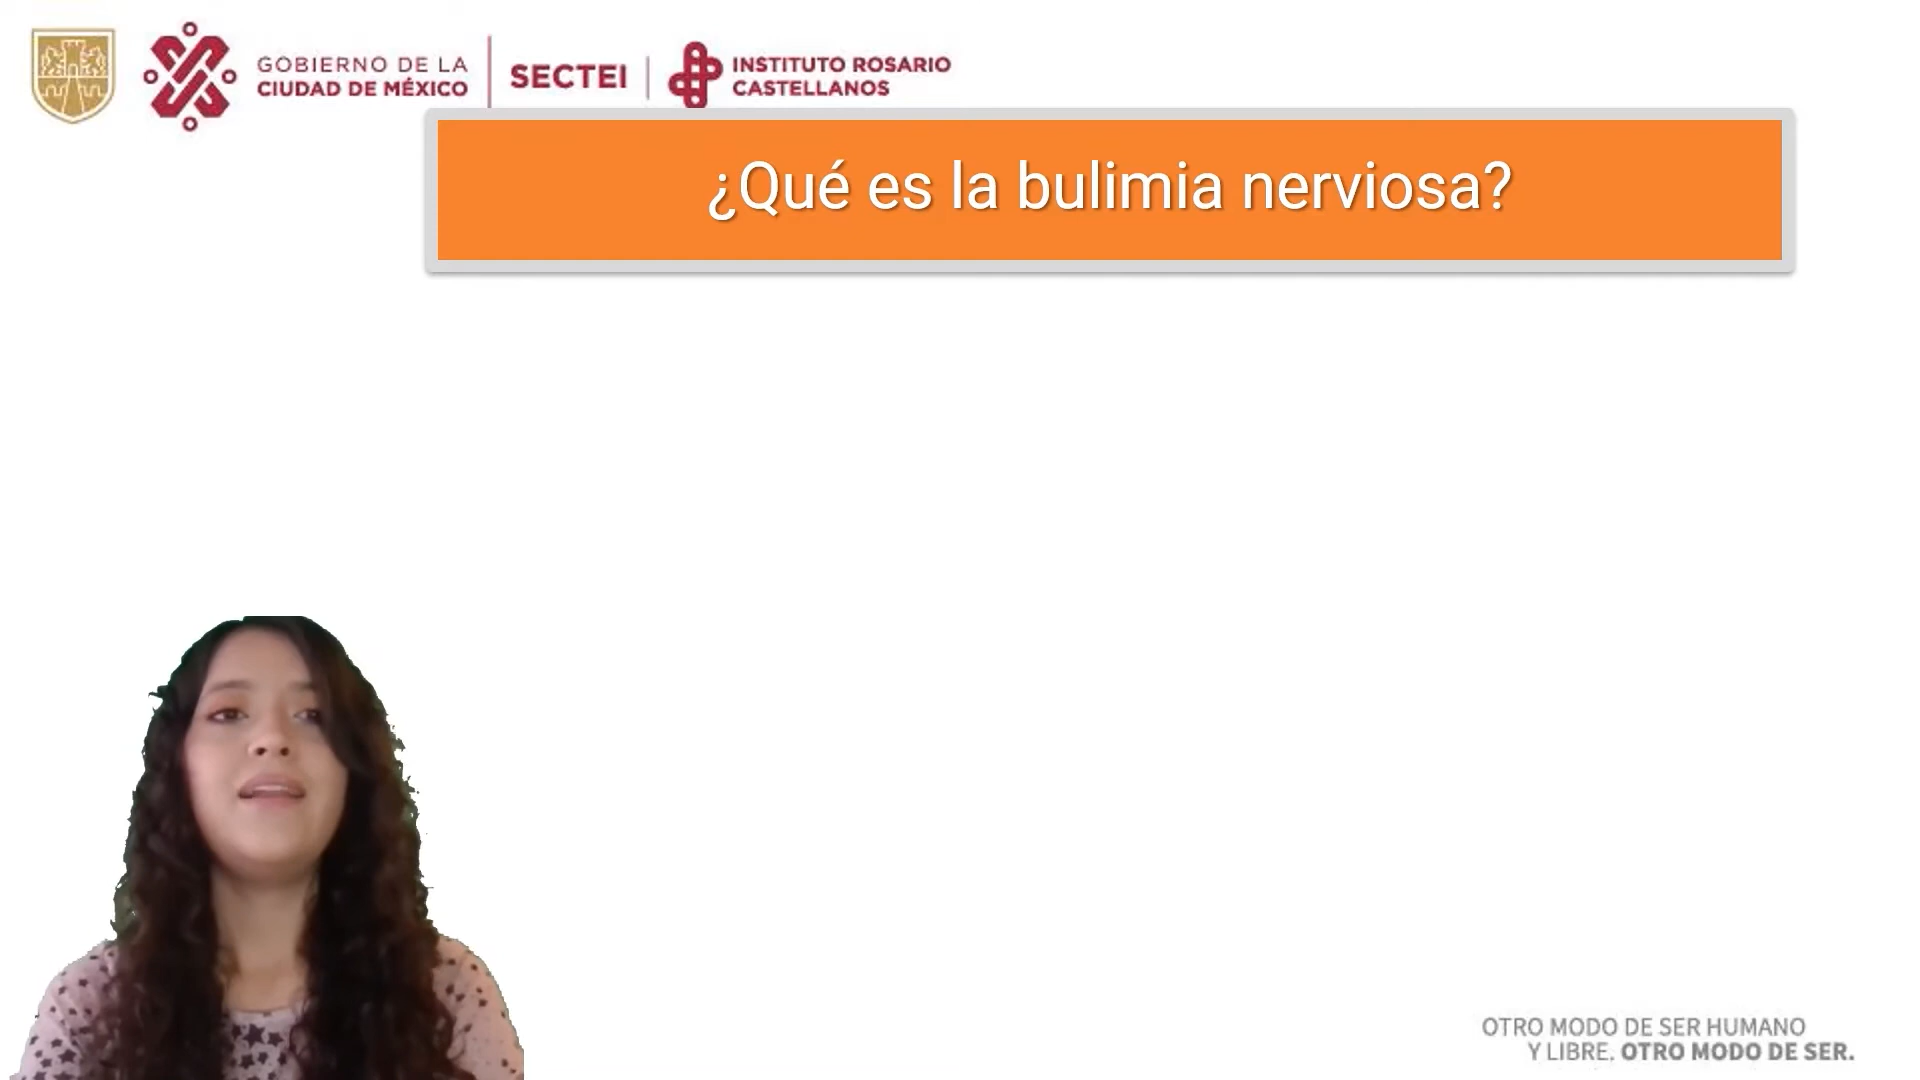 GOBIERNO DE LA
CIUDAD DE MÉXICO
SECTEI
INSTITUTO ROSARIO
CASTELLANOS
¿Qué es la bulimia nerviosa?
OTRO MODO DE SER HUMANO
Y LIBRE. OTRO MODO DE SER.